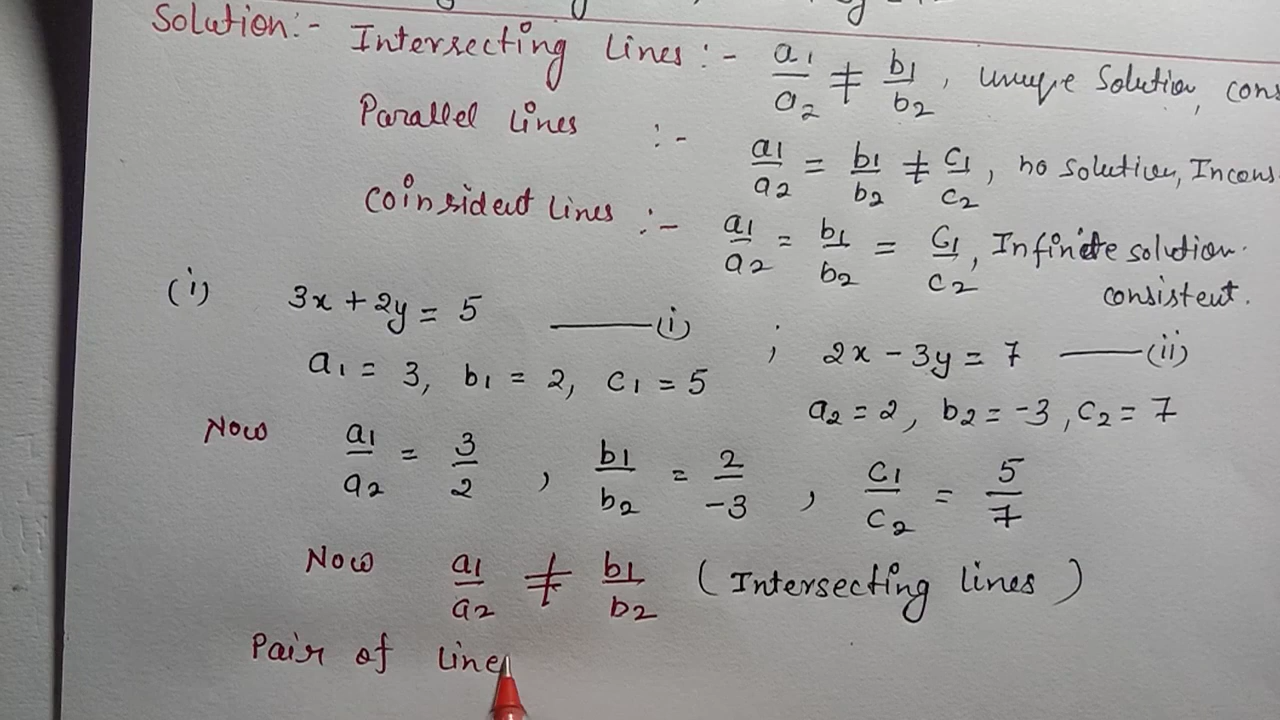 Solution:- Intersecting Lines :- a1/a2 ≠ b1/b2, unique Solution, cons
Parallel Lines :- a1/a2 = b1/b2 ≠ c1/c2, no solution, Incons
Coinsident Lines :- a1/a2 = b1/b2 = C1/C2, Infinite solution.
consistent.
(i) 3x + 2y = 5 ——(i) ; 2x - 3y = 7 ——(ii)
a1 = 3, b1 = 2, c1 = 5
a2 = 2, b2 = -3, c2 = 7
Now a1/a2 = 3/2, b1/b2 = 2/-3, C1/C2 = 5/7
Now a1/a2 ≠ b1/b2 (Intersecting lines)
Pair of Line